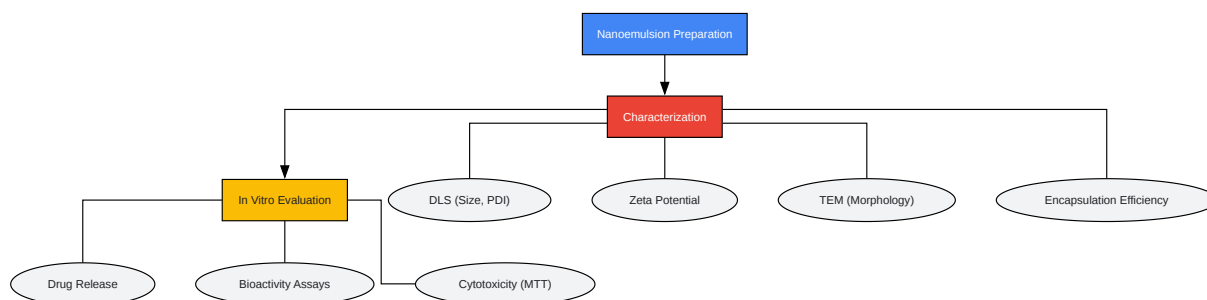 Nanoemulsion Preparation
Characterization
In Vitro Evaluation
DLS (Size, PDI)
Zeta Potential
TEM (Morphology)
Encapsulation Efficiency
Drug Release
Bioactivity Assays
Cytotoxicity (MTT)